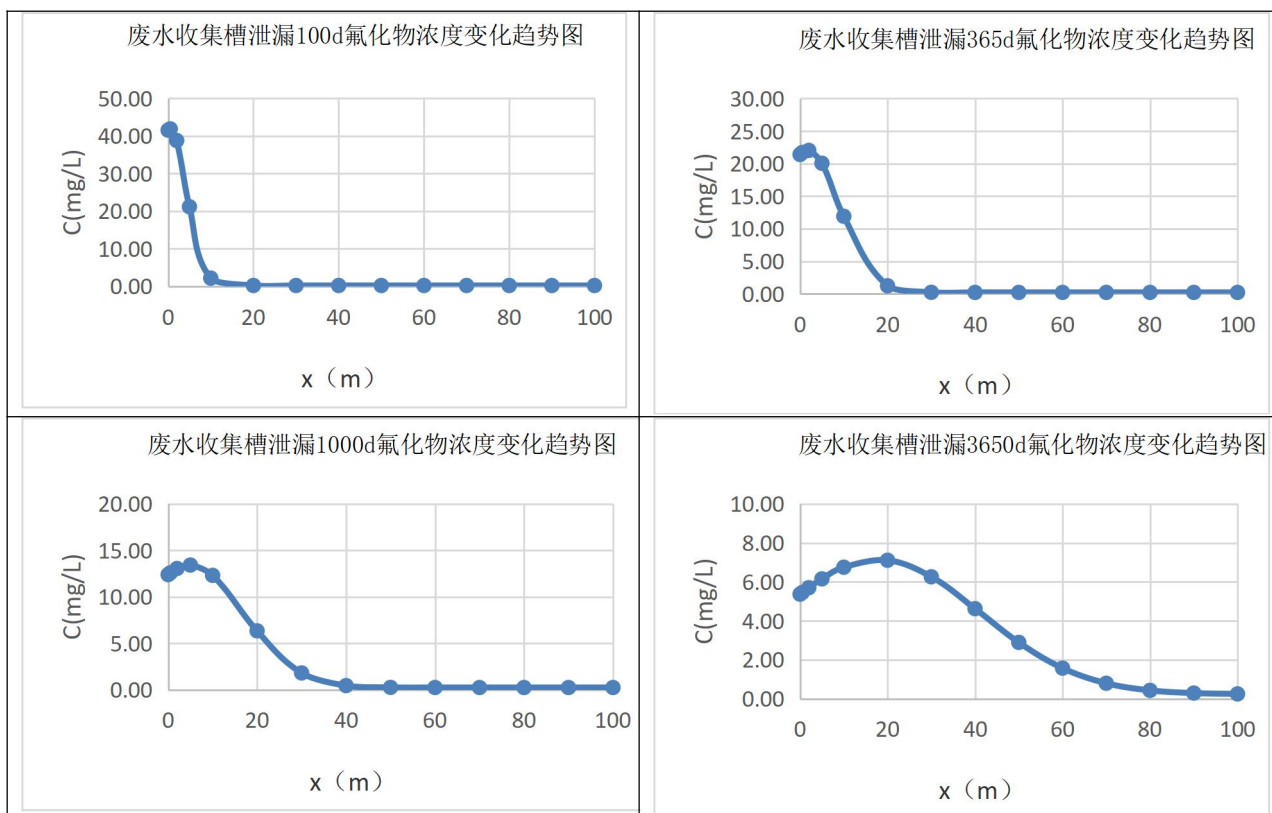 废水收集槽泄漏100d氟化物浓度变化趋势图
50.00
40.00
30.00
20.00
10.00
0.00
C(mg/L)
0 20 40 60 80 100
x（m）
废水收集槽泄漏365d氟化物浓度变化趋势图
30.00
25.00
20.00
15.00
10.00
5.00
0.00
C(mg/L)
0 20 40 60 80 100
x（m）
废水收集槽泄漏1000d氟化物浓度变化趋势图
20.00
15.00
10.00
5.00
0.00
C(mg/L)
0 20 40 60 80 100
x（m）
废水收集槽泄漏3650d氟化物浓度变化趋势图
10.00
8.00
6.00
4.00
2.00
0.00
C(mg/L)
0 20 40 60 80 100
x（m）